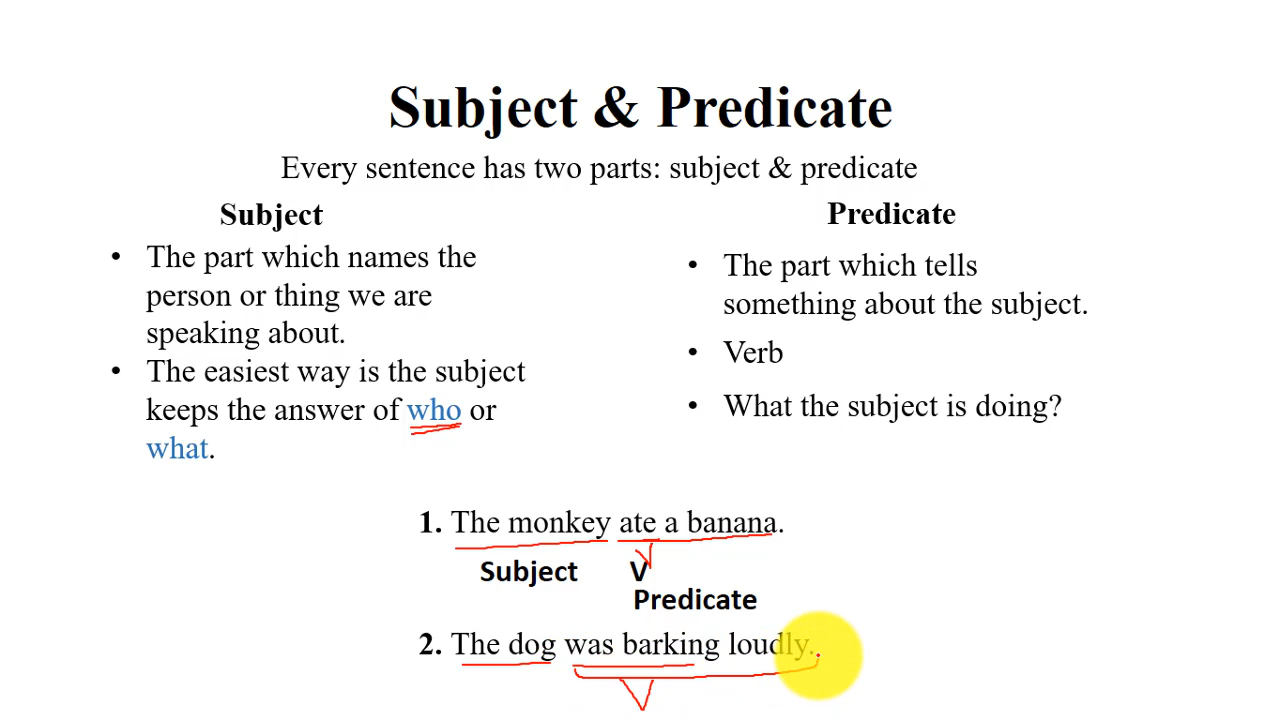 Subject & Predicate
Every sentence has two parts: subject & predicate
Subject
• The part which names the
person or thing we are
speaking about.
• The easiest way is the subject
keeps the answer of who or
what.
Predicate
• The part which tells
something about the subject.
• Verb
• What the subject is doing?
1. The monkey ate a banana.
Subject V
Predicate
2. The dog was barking loudly.
V